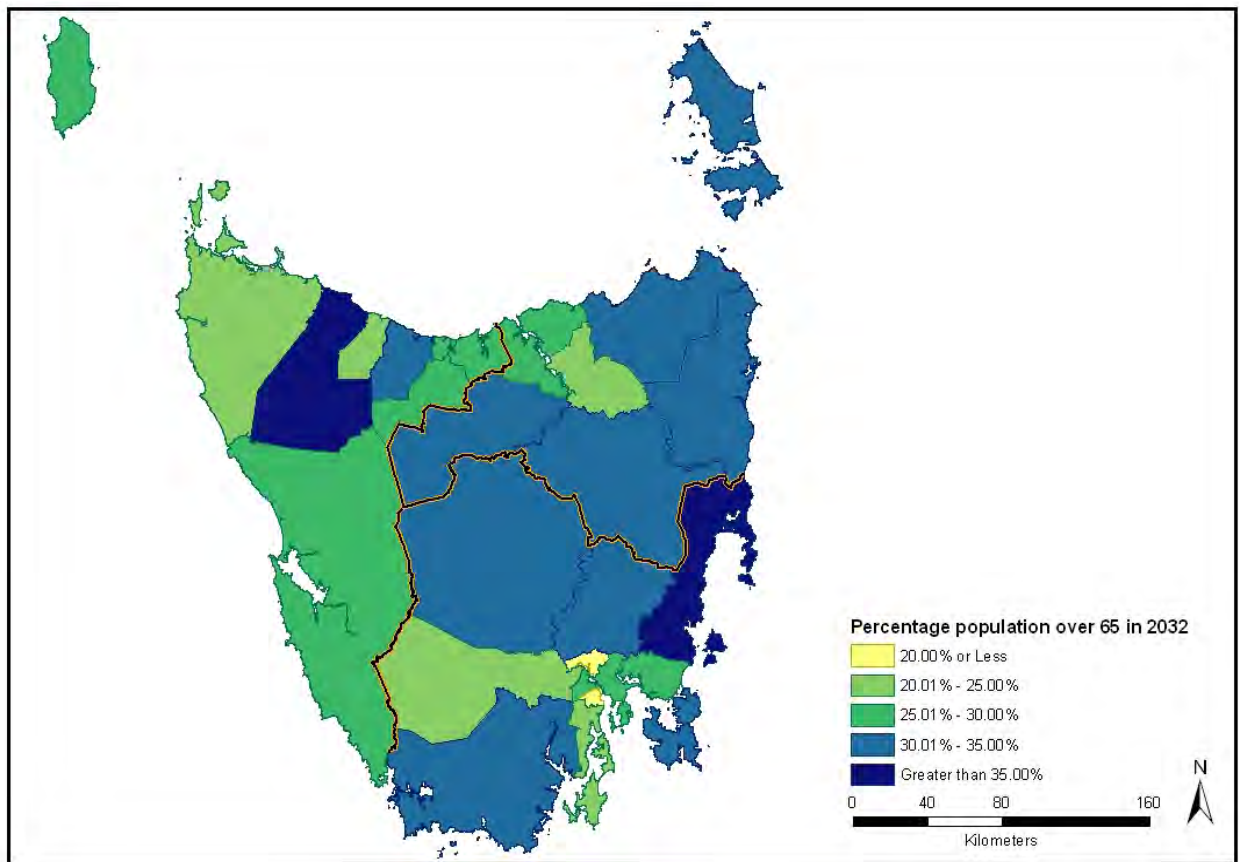 Percentage population over 65 in 2032
20.00% or Less
20.01% - 25.00%
25.01% - 30.00%
30.01% - 35.00%
Greater than 35.00%
N
0 40 80 160
Kilometers